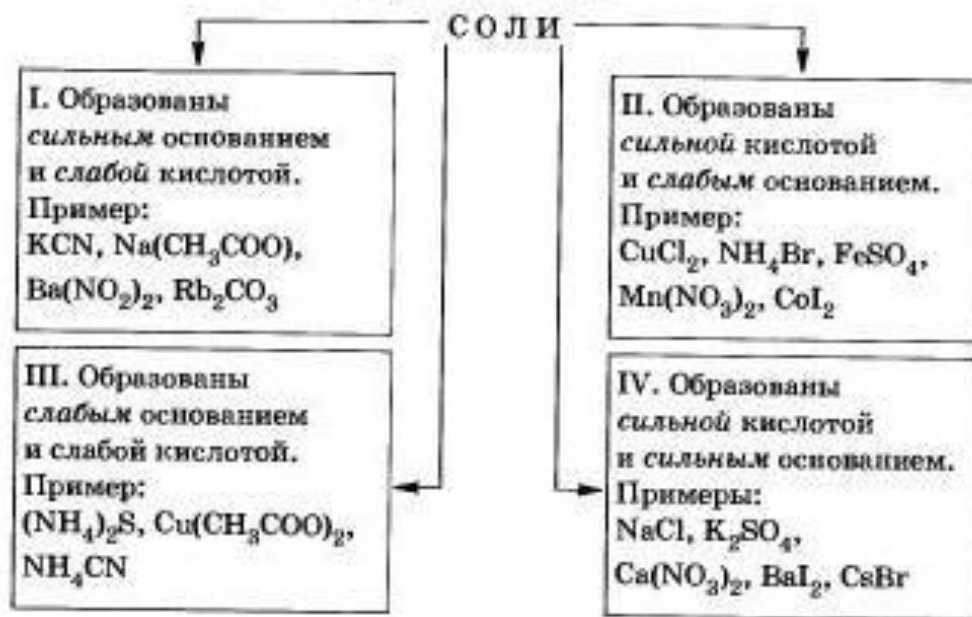 СОЛИ
I. Образованы
сильным основанием
и слабой кислотой.
Пример:
KCN, Na(CH₃COO),
Ba(NO₂)₂, Rb₂CO₃
II. Образованы
сильной кислотой
и слабым основанием.
Пример:
CuCl₂, NH₄Br, FeSO₄,
Mn(NO₃)₂, CoI₂
III. Образованы
слабым основанием
и слабой кислотой.
Пример:
(NH₄)₂S, Cu(CH₃COO)₂,
NH₄CN
IV. Образованы
сильной кислотой
и сильным основанием.
Примеры:
NaCl, K₂SO₄,
Ca(NO₃)₂, BaI₂, CsBr